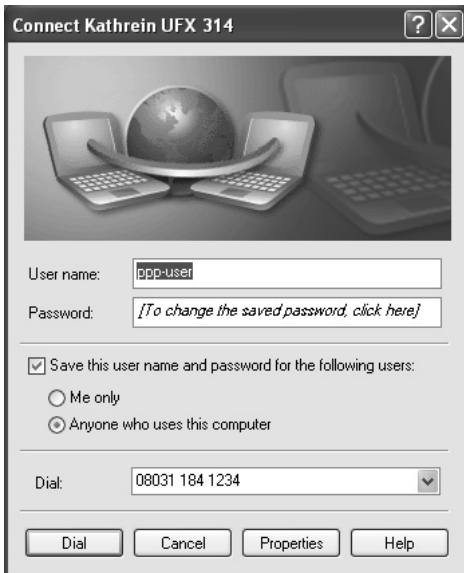 Connect Kathrein UFX 314
User name: ppp-user
Password: [To change the saved password, click here]
Save this user name and password for the following users:
Me only
Anyone who uses this computer
Dial: 08031 184 1234
Dial Cancel Properties Help